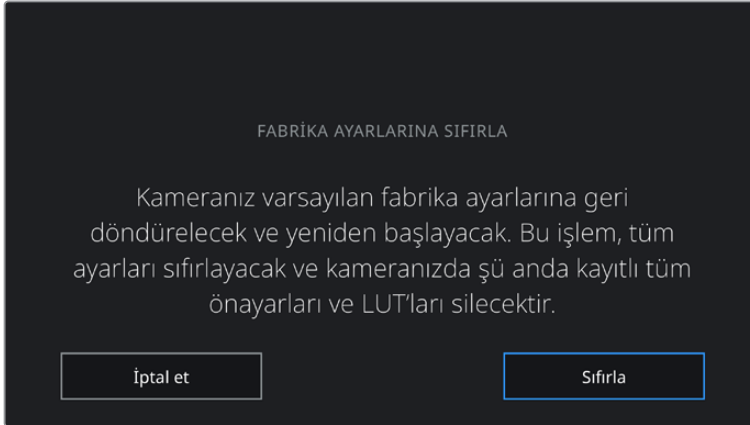 FABRİKA AYARLARINA SIFIRLA
Kameranız varsayılan fabrika ayarlarına geri
döndürelecek ve yeniden başlayacak. Bu işlem, tüm
ayarları sıfırlayacak ve kameranızda şü anda kayıtlı tüm
önayarları ve LUT’ları silecektir.
İptal et
Sıfırla